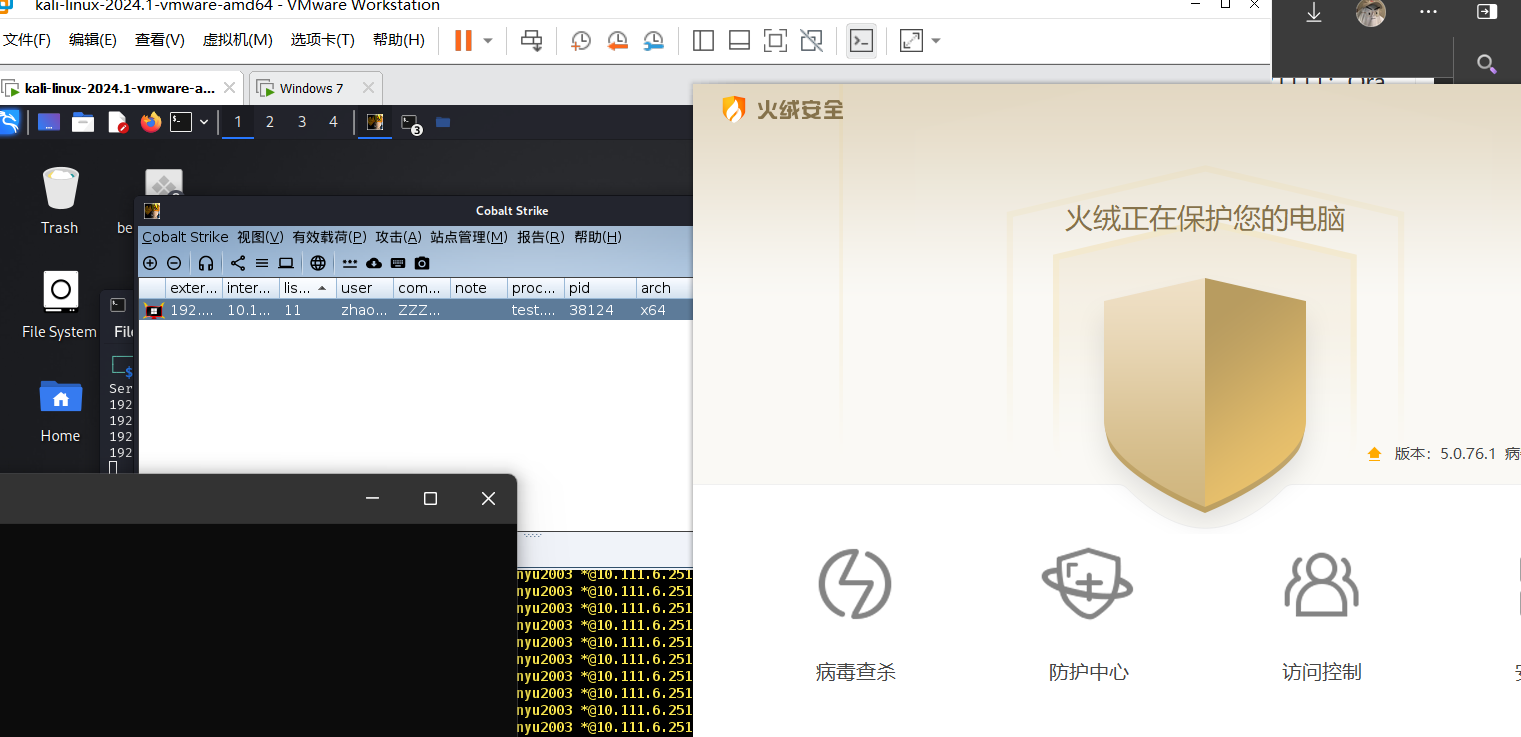 kali-linux-2024.1-vmware-amd64 - VMware Workstation
文件(F) 编辑(E) 查看(V) 虚拟机(M) 选项卡(T) 帮助(H)
kali-linux-2024.1-vmware-a... Windows 7
1 2 3 4
3
火绒安全
火绒正在保护您的电脑
版本：5.0.76.1
病毒查杀
防护中心
访问控制
Trash
be
File System
Home
File
Ser
192
192
192
192
Cobalt Strike
Cobalt Strike 视图(V) 有效载荷(P) 攻击(A) 站点管理(M) 报告(R) 帮助(H)
exter... inter... lis... user com... note proc... pid arch
192.... 10.1... 11 zhao... ZZZ... test.... 38124 x64
nyu2003 *@10.111.6.251
nyu2003 *@10.111.6.251
nyu2003 *@10.111.6.251
nyu2003 *@10.111.6.251
nyu2003 *@10.111.6.251
nyu2003 *@10.111.6.251
nyu2003 *@10.111.6.251
nyu2003 *@10.111.6.251
nyu2003 *@10.111.6.251
nyu2003 *@10.111.6.251